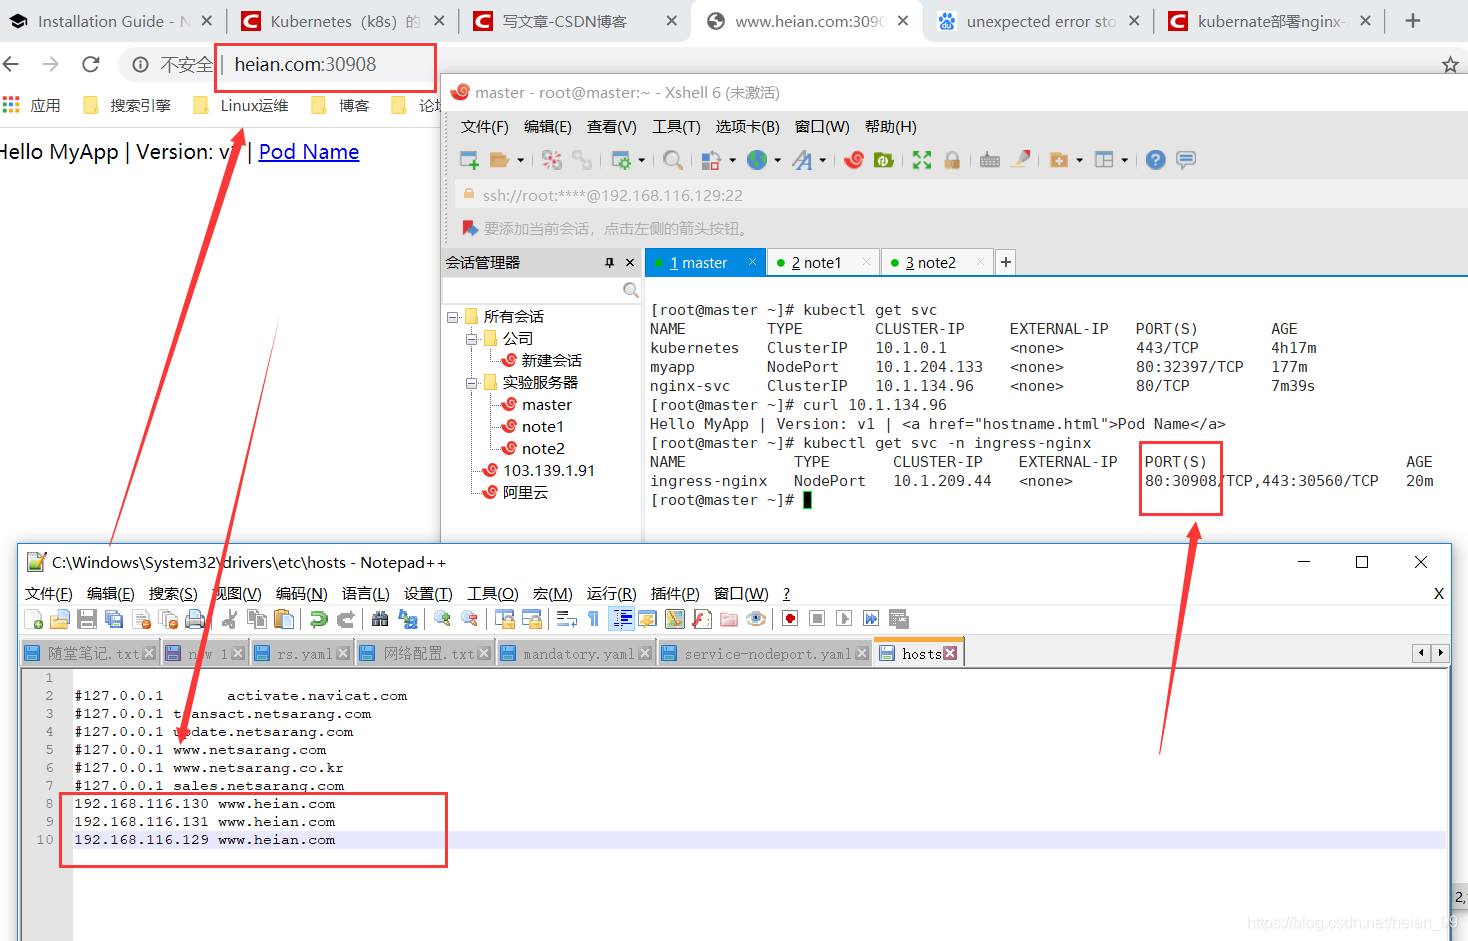 Installation Guide - N
Kubernetes（k8s）的
写文章-CSDN博客
www.heian.com:3090
unexpected error sto
kubernate部署nginx-
不安全 | heian.com:30908
应用
搜索引擎
Linux运维
博客
论坛
Hello MyApp | Version: v1 | Pod Name
master - root@master:~ - Xshell 6 (未激活)
文件(F) 编辑(E) 查看(V) 工具(T) 选项卡(B) 窗口(W) 帮助(H)
ssh://root:****@192.168.116.129:22
要添加当前会话，点击左侧的箭头按钮。
会话管理器
1 master
2 note1
3 note2
所有会话
公司
新建会话
实验服务器
master
note1
note2
103.139.1.91
阿里云
[root@master ~]# kubectl get svc
NAME TYPE CLUSTER-IP EXTERNAL-IP PORT(S) AGE
kubernetes ClusterIP 10.1.0.1 <none> 443/TCP 4h17m
myapp NodePort 10.1.204.133 <none> 80:32397/TCP 177m
nginx-svc ClusterIP 10.1.134.96 <none> 80/TCP 7m39s
[root@master ~]# curl 10.1.134.96
Hello MyApp | Version: v1 | <a href="hostname.html">Pod Name</a>
[root@master ~]# kubectl get svc -n ingress-nginx
NAME TYPE CLUSTER-IP EXTERNAL-IP PORT(S) AGE
ingress-nginx NodePort 10.1.209.44 <none> 80:30908/TCP,443:30560/TCP 20m
[root@master ~]#
C:\Windows\System32\drivers\etc\hosts - Notepad++
文件(F) 编辑(E) 搜索(S) 视图(V) 编码(N) 语言(L) 设置(T) 工具(O) 宏(M) 运行(R) 插件(P) 窗口(W) ?
X
随堂笔记.txt
new 1
rs.yaml
网络配置.txt
mandatory.yaml
service-nodeport.yaml
hosts
1
2 #127.0.0.1 activate.navicat.com
3 #127.0.0.1 transact.netsarang.com
4 #127.0.0.1 update.netsarang.com
5 #127.0.0.1 www.netsarang.com
6 #127.0.0.1 www.netsarang.co.kr
7 #127.0.0.1 sales.netsarang.com
8 192.168.116.130 www.heian.com
9 192.168.116.131 www.heian.com
10 192.168.116.129 www.heian.com
2,
https://blog.csdn.net/heian_99